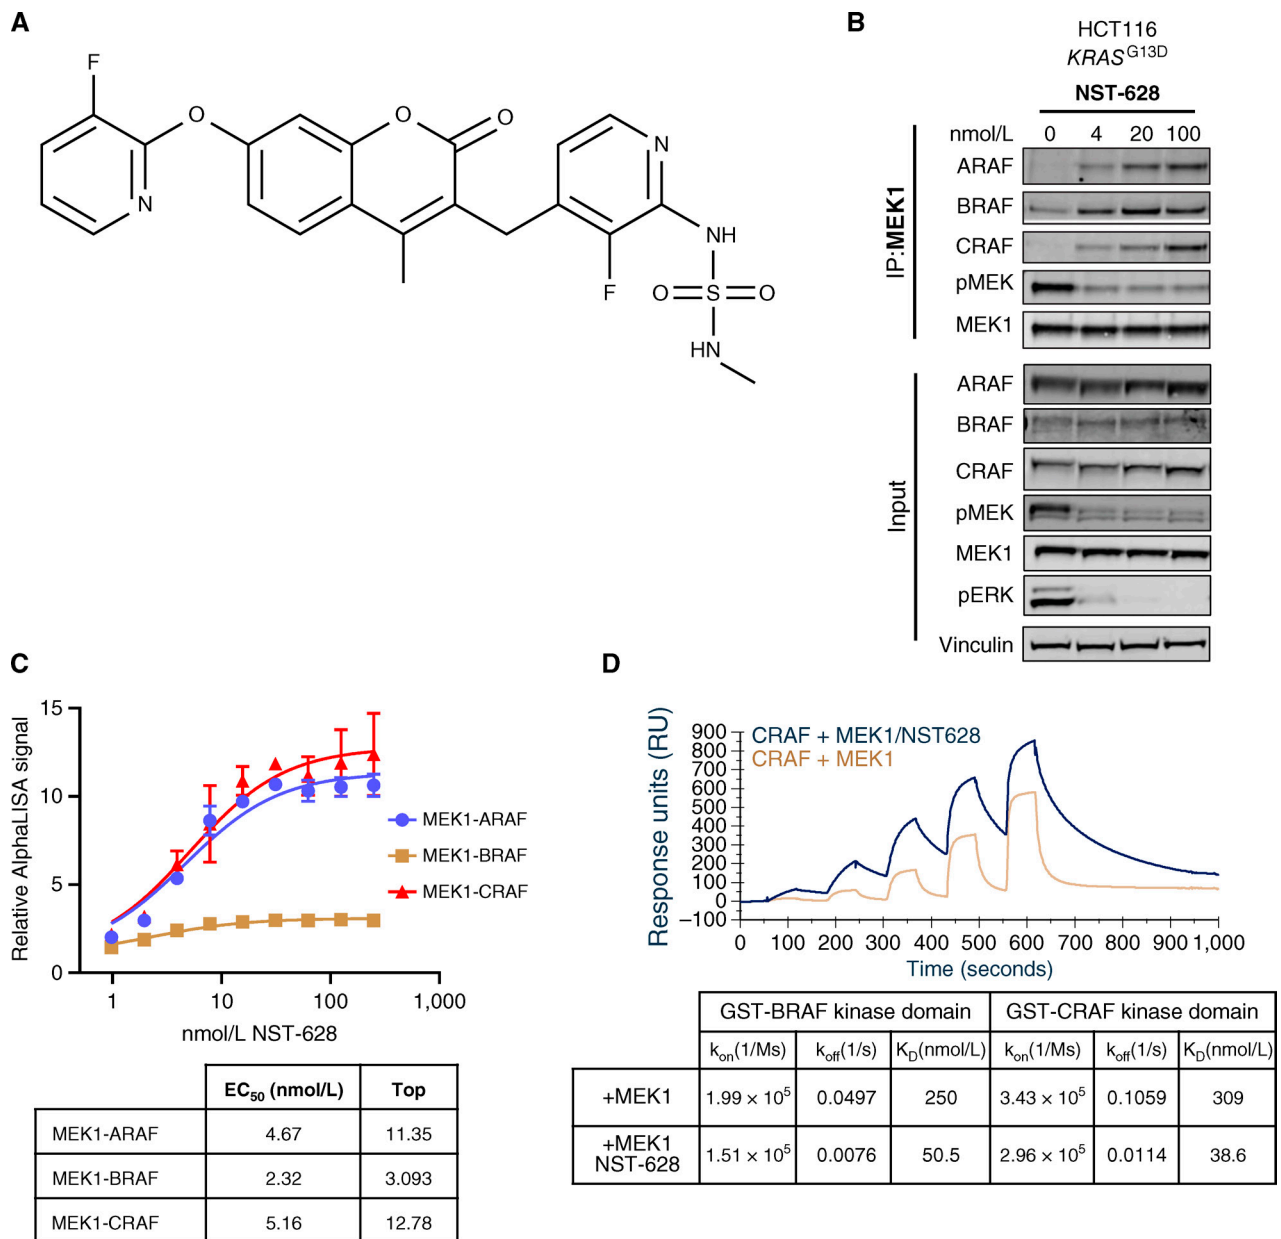 A
F
O
O
O
N
N
NH
F
O
S
O
HN
B
HCT116
KRAS^G13D
NST-628
nmol/L 0 4 20 100
IP:MEK1
ARAF
BRAF
CRAF
pMEK
MEK1
Input
ARAF
BRAF
CRAF
pMEK
MEK1
pERK
Vinculin
C
Relative AlphaLISA signal
15
10
5
0
1 10 100 1,000
nmol/L NST-628
MEK1-ARAF
MEK1-BRAF
MEK1-CRAF
EC50 (nmol/L) Top
MEK1-ARAF 4.67 11.35
MEK1-BRAF 2.32 3.093
MEK1-CRAF 5.16 12.78
D
Response units (RU)
900
800
700
600
500
400
300
200
100
0
−100
CRAF + MEK1/NST628
CRAF + MEK1
0 100 200 300 400 500 600 700 800 900 1,000
Time (seconds)
GST-BRAF kinase domain GST-CRAF kinase domain
kon(1/Ms) koff(1/s) KD(nmol/L) kon(1/Ms) koff(1/s) KD(nmol/L)
+MEK1 1.99 × 10^5 0.0497 250 3.43 × 10^5 0.1059 309
+MEK1
NST-628 1.51 × 10^5 0.0076 50.5 2.96 × 10^5 0.0114 38.6